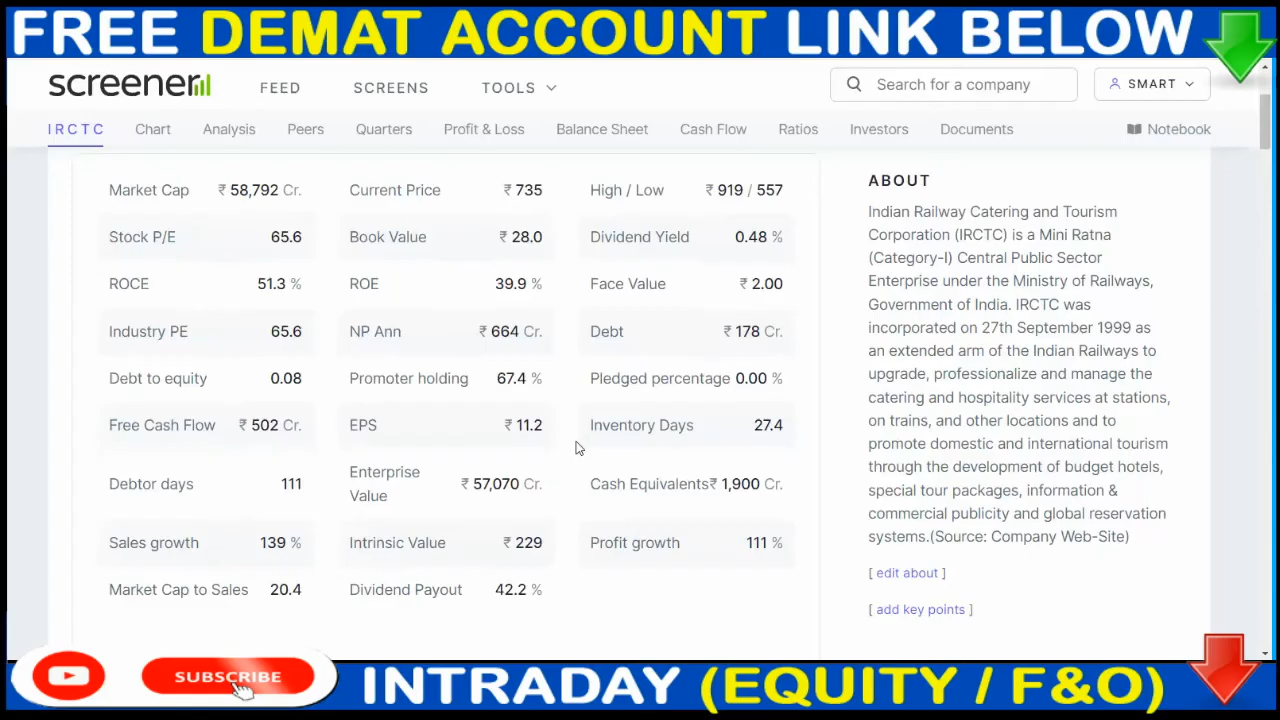 FREE DEMAT ACCOUNT LINK BELOW
screener
FEED
SCREENS
TOOLS
Search for a company
SMART
IRCTC
Chart
Analysis
Peers
Quarters
Profit & Loss
Balance Sheet
Cash Flow
Ratios
Investors
Documents
Notebook
Market Cap ₹ 58,792 Cr.
Current Price ₹ 735
High / Low ₹ 919 / 557
Stock P/E 65.6
Book Value ₹ 28.0
Dividend Yield 0.48 %
ROCE 51.3 %
ROE 39.9 %
Face Value ₹ 2.00
Industry PE 65.6
NP Ann ₹ 664 Cr.
Debt ₹ 178 Cr.
Debt to equity 0.08
Promoter holding 67.4 %
Pledged percentage 0.00 %
Free Cash Flow ₹ 502 Cr.
EPS ₹ 11.2
Inventory Days 27.4
Debtor days 111
Enterprise
Value ₹ 57,070 Cr.
Cash Equivalents ₹ 1,900 Cr.
Sales growth 139 %
Intrinsic Value ₹ 229
Profit growth 111 %
Market Cap to Sales 20.4
Dividend Payout 42.2 %
ABOUT
Indian Railway Catering and Tourism
Corporation (IRCTC) is a Mini Ratna
(Category-I) Central Public Sector
Enterprise under the Ministry of Railways,
Government of India. IRCTC was
incorporated on 27th September 1999 as
an extended arm of the Indian Railways to
upgrade, professionalize and manage the
catering and hospitality services at stations,
on trains, and other locations and to
promote domestic and international tourism
through the development of budget hotels,
special tour packages, information &
commercial publicity and global reservation
systems.(Source: Company Web-Site)
[ edit about ]
[ add key points ]
SUBSCRIBE
INTRADAY (EQUITY / F&O)